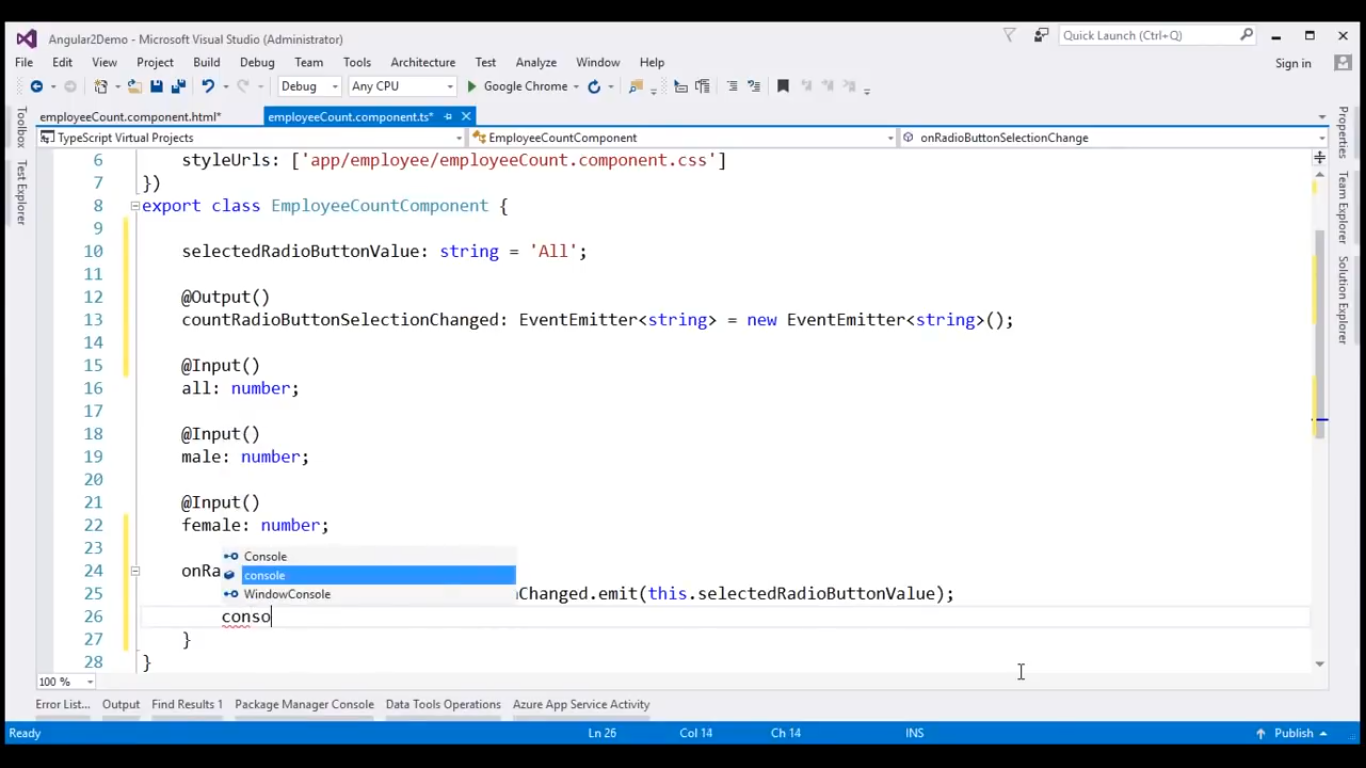 Angular2Demo - Microsoft Visual Studio (Administrator)
Quick Launch (Ctrl+Q)
File Edit View Project Build Debug Team Tools Architecture Test Analyze Window Help
Sign in
Debug Any CPU Google Chrome
employeeCount.component.html* employeeCount.component.ts*
TypeScript Virtual Projects EmployeeCountComponent onRadioButtonSelectionChange
Toolbox
Test Explorer
Properties
Team Explorer
Solution Explorer
6 styleUrls: ['app/employee/employeeCount.component.css']
7 })
8 export class EmployeeCountComponent {
9
10 selectedRadioButtonValue: string = 'All';
11
12 @Output()
13 countRadioButtonSelectionChanged: EventEmitter<string> = new EventEmitter<string>();
14
15 @Input()
16 all: number;
17
18 @Input()
19 male: number;
20
21 @Input()
22 female: number;
23
Console
24 onRa
console
25 Changed.emit(this.selectedRadioButtonValue);
WindowConsole
26 conso
27 }
28 }
100 %
Error List... Output Find Results 1 Package Manager Console Data Tools Operations Azure App Service Activity
Ready Ln 26 Col 14 Ch 14 INS Publish